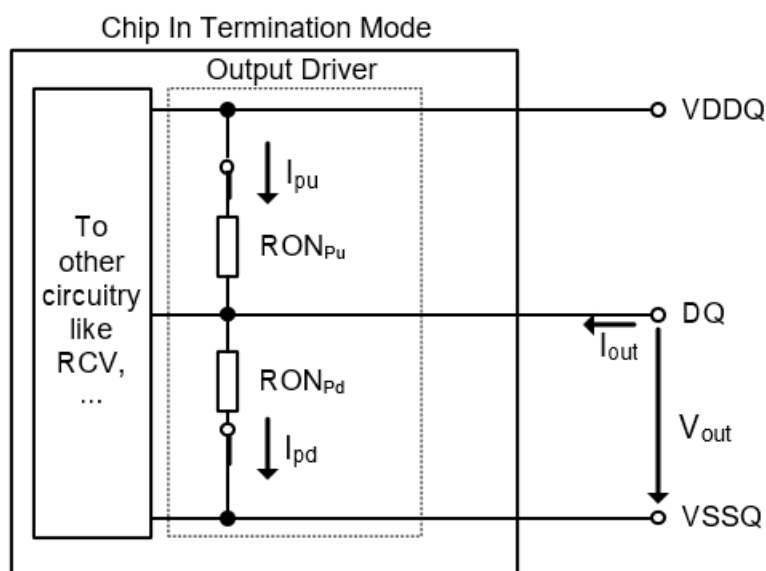 Chip In Termination Mode
Output Driver
VDDQ
Ipu
RONPu
To
other
circuitry
like
RCV,
...
DQ
Iout
RONPd
Ipd
Vout
VSSQ